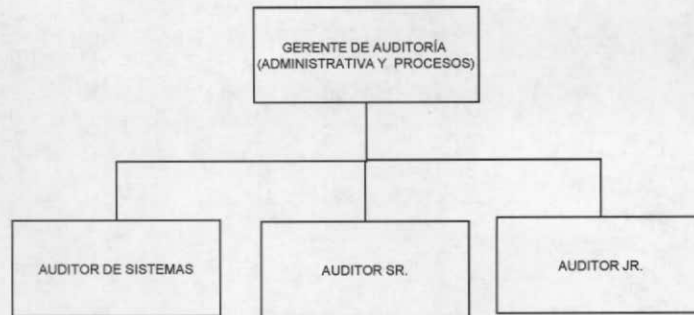 GERENTE DE AUDITORÍA
(ADMINISTRATIVA Y PROCESOS)
AUDITOR DE SISTEMAS
AUDITOR SR.
AUDITOR JR.